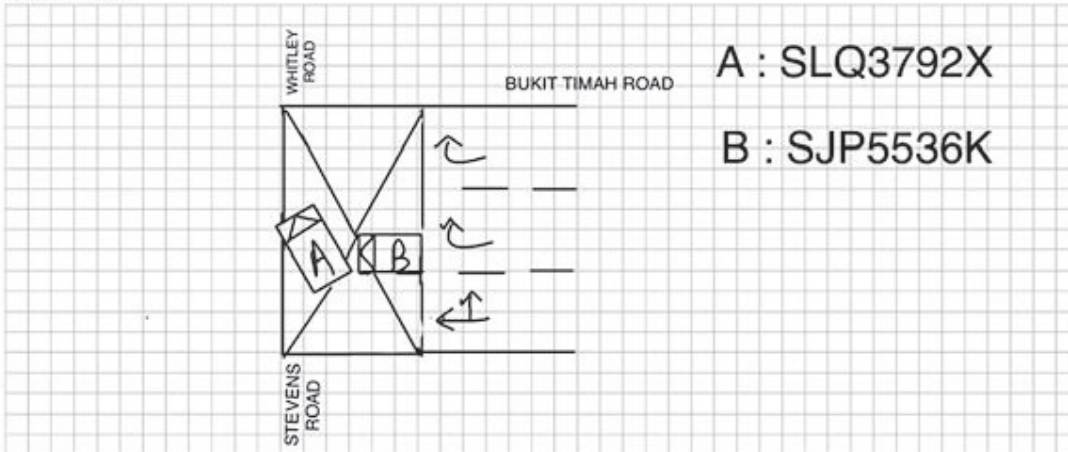 WHITLEY
ROAD
BUKIT TIMAH ROAD
A : SLQ3792X
B : SJP5536K
A
B
STEVENS
ROAD